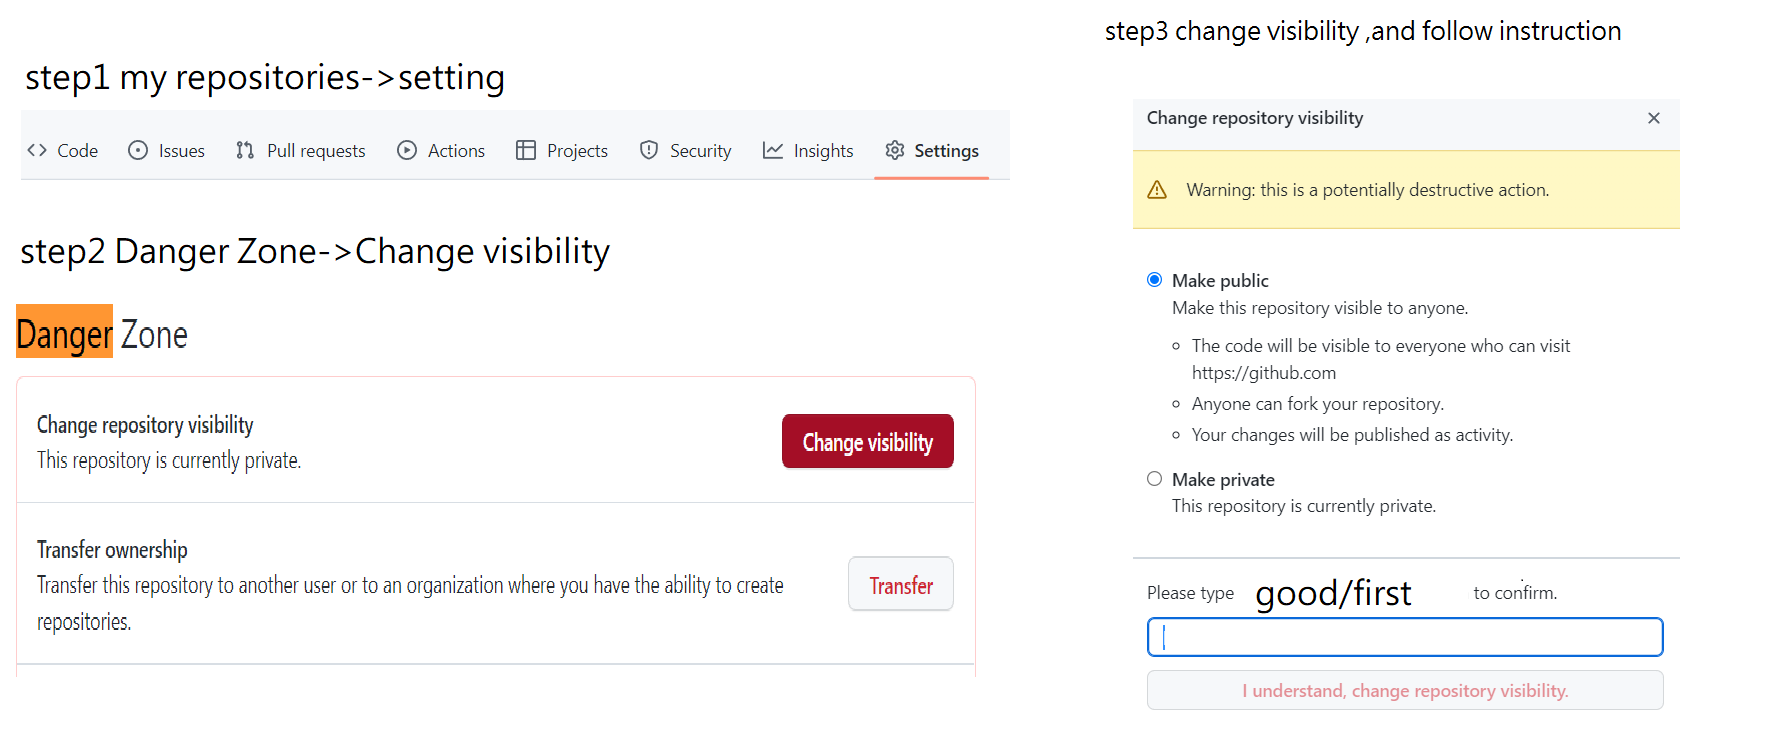 step1 my repositories->setting
Code Issues Pull requests Actions Projects Security Insights Settings
step2 Danger Zone->Change visibility
Danger Zone
Change repository visibility
This repository is currently private.
Change visibility
Transfer ownership
Transfer this repository to another user or to an organization where you have the ability to create
repositories.
Transfer
step3 change visibility ,and follow instruction
Change repository visibility
Warning: this is a potentially destructive action.
Make public
Make this repository visible to anyone.
The code will be visible to everyone who can visit
https://github.com
Anyone can fork your repository.
Your changes will be published as activity.
Make private
This repository is currently private.
Please type good/first to confirm.
I understand, change repository visibility.